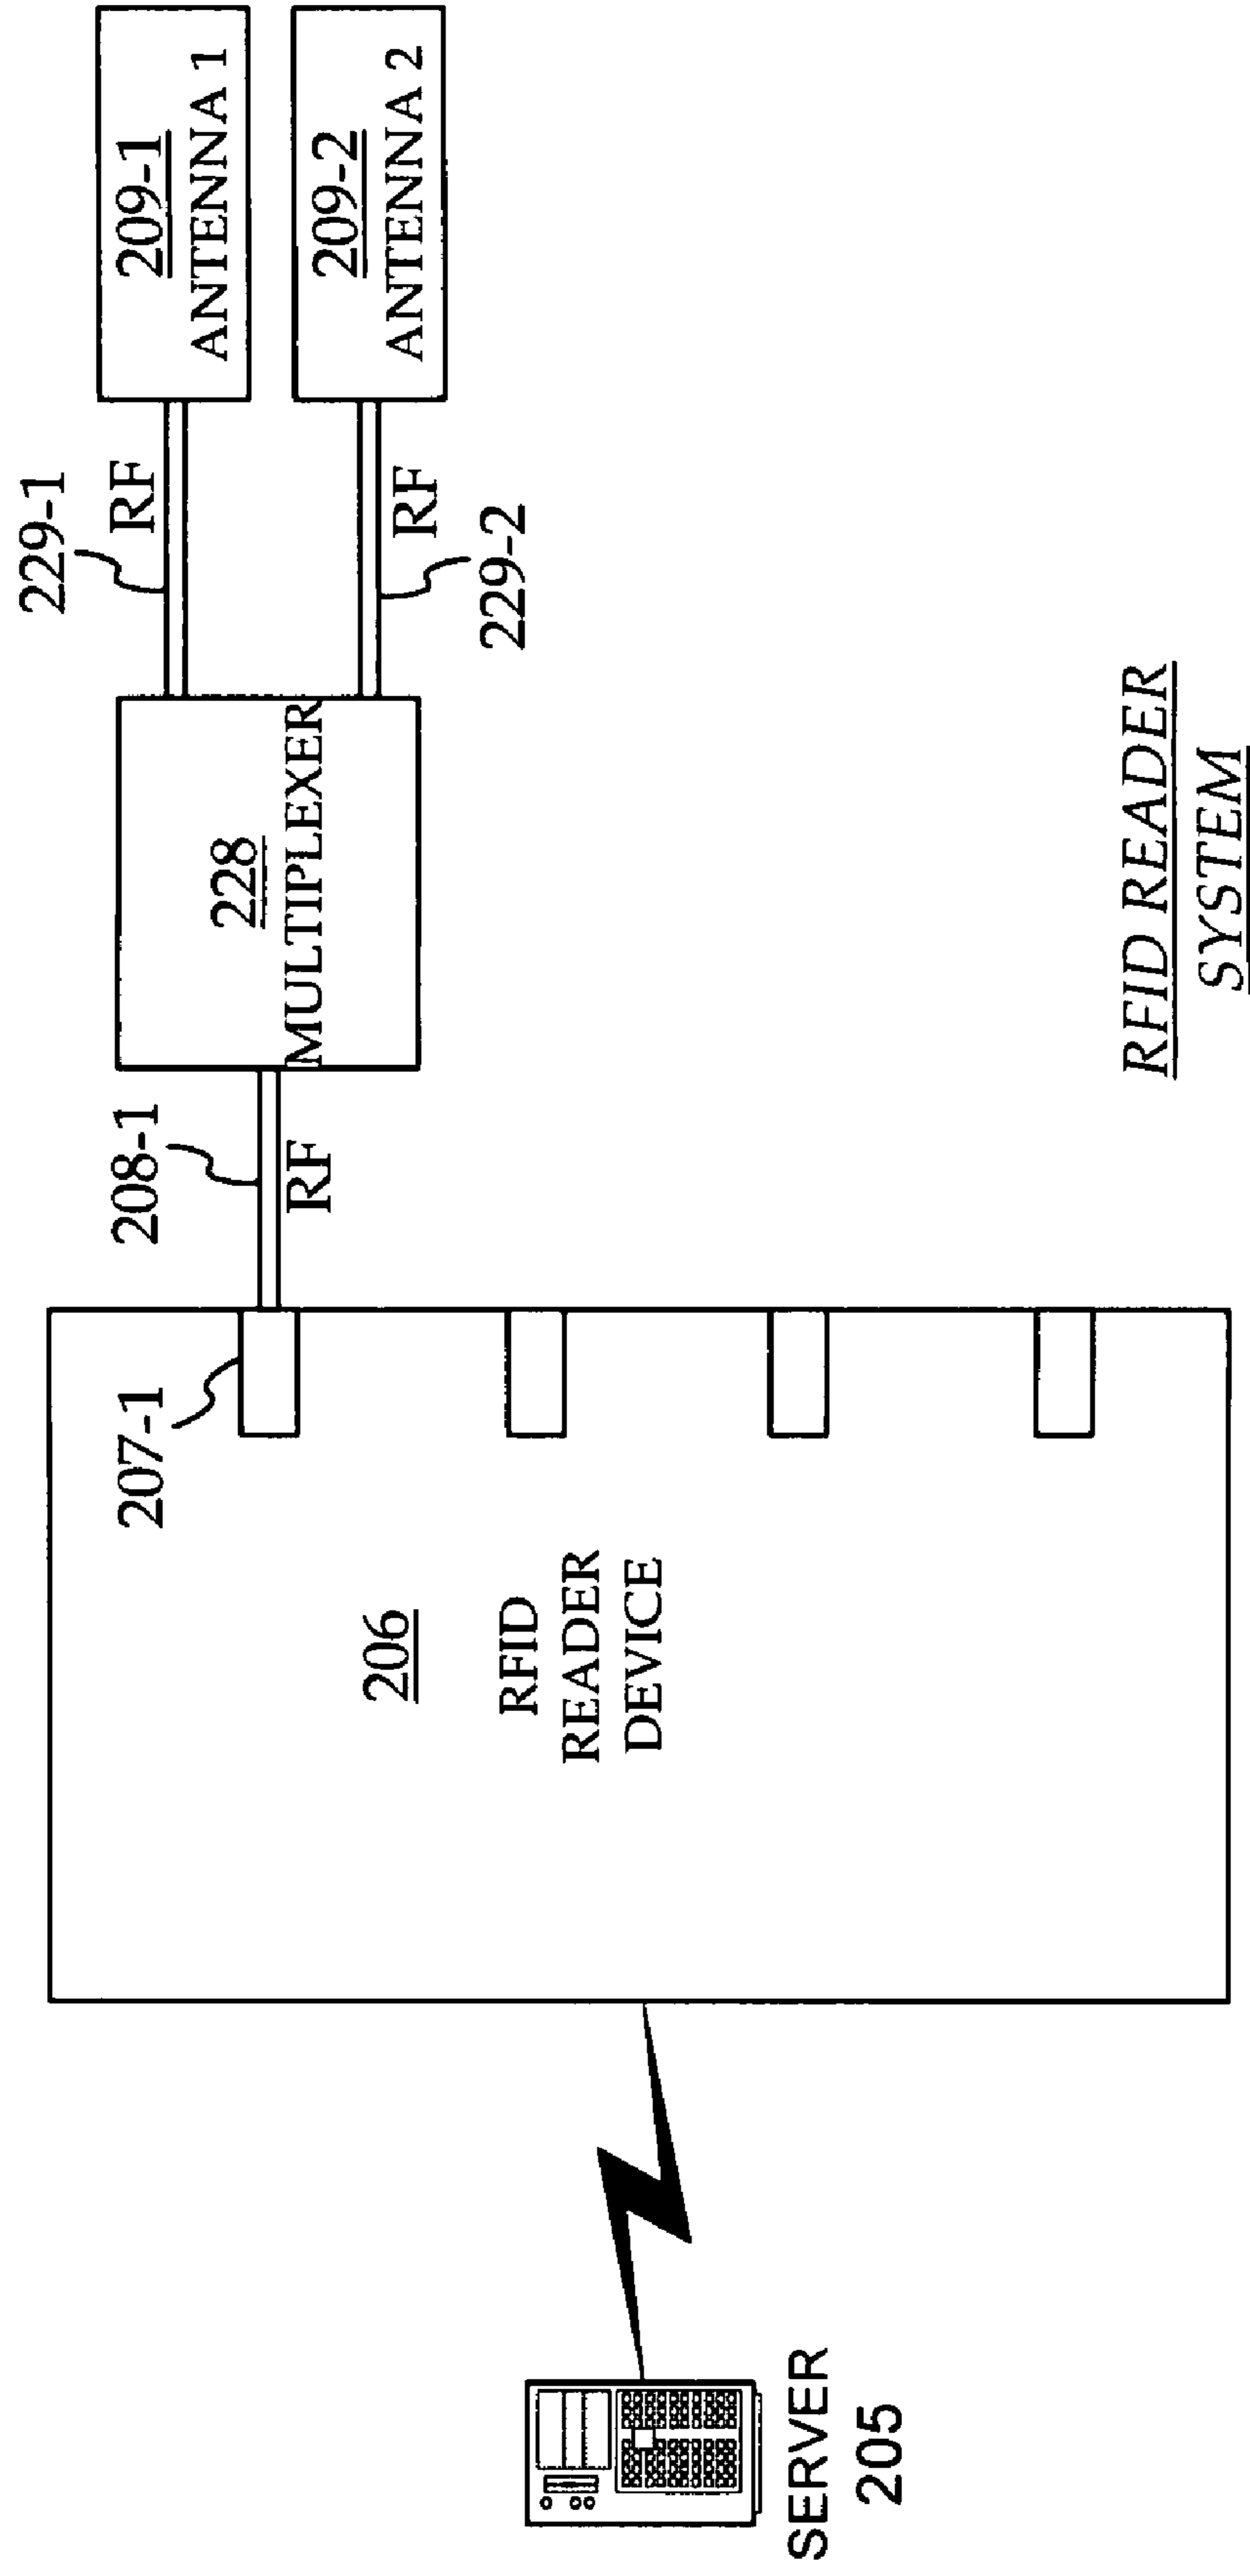 SERVER
205
206
RFID
READER
DEVICE
207-1
208-1
RF
228
MULTIPLEXER
229-1
RF
RF
229-2
209-1
ANTENNA 1
209-2
ANTENNA 2
RFID READER
SYSTEM